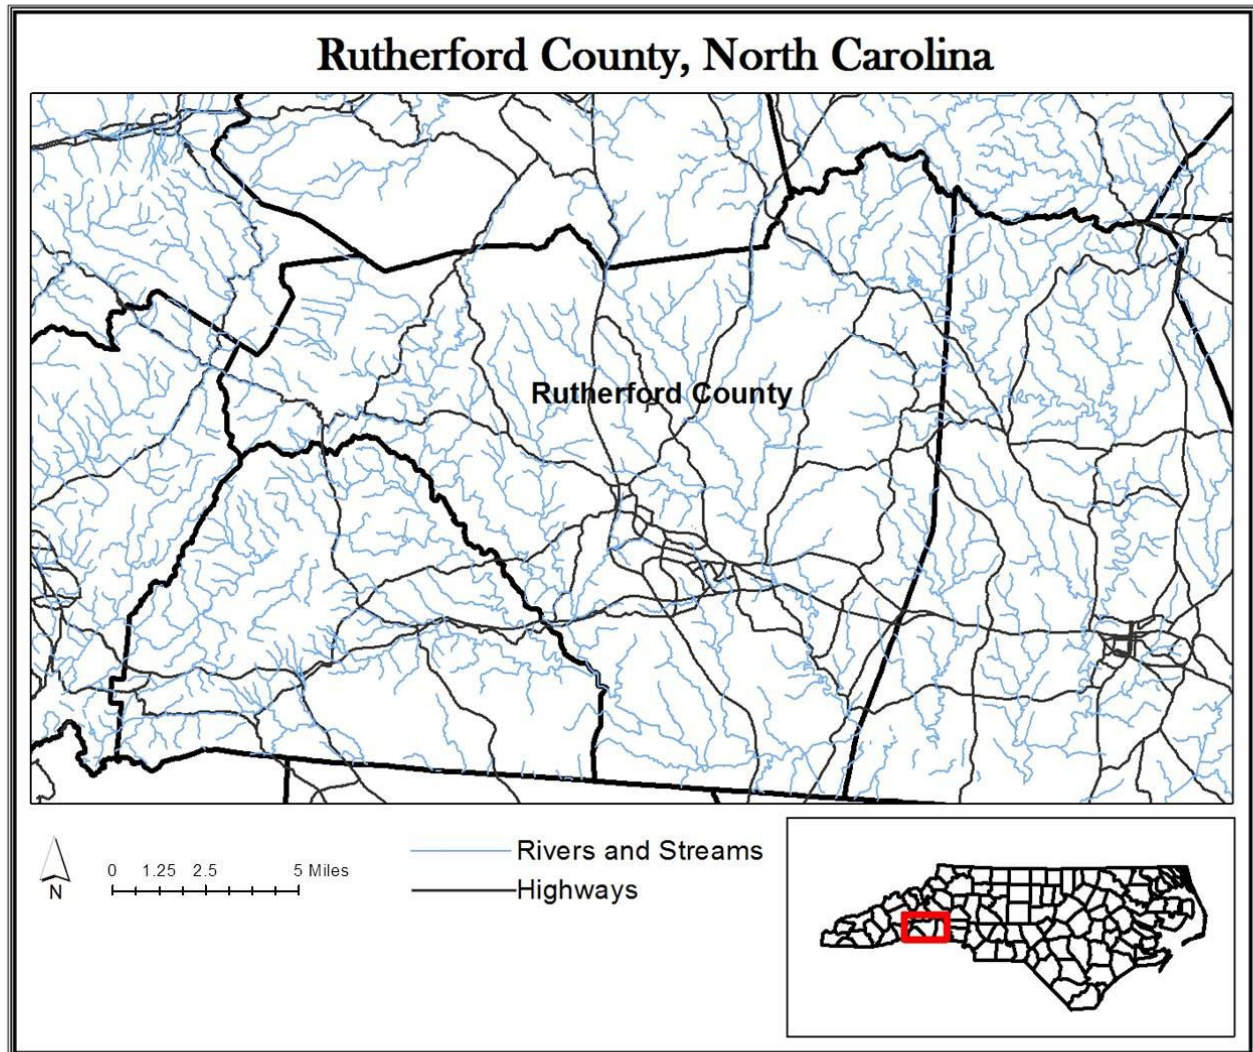 Rutherford County, North Carolina
Rutherford County
N
0 1.25 2.5 5 Miles
Rivers and Streams
Highways